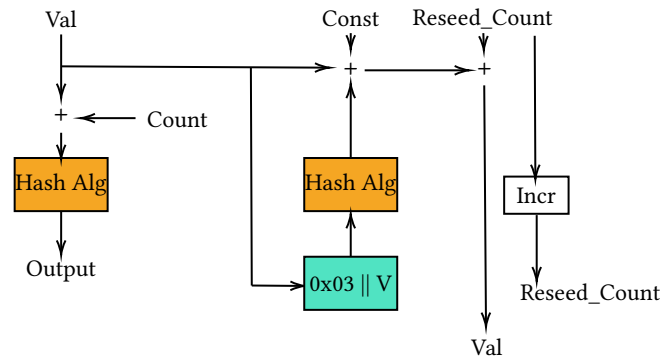 Val
Const
Reseed_Count
+
+
+
Count
Hash Alg
Hash Alg
Incr
Output
0x03 || V
Reseed_Count
Val